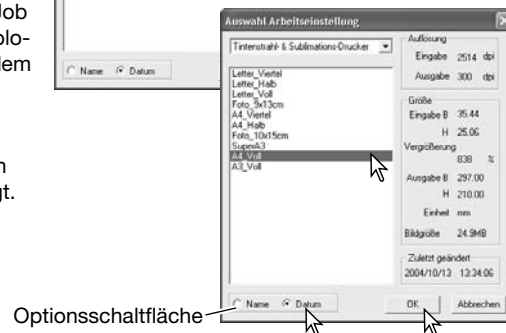 Job
plo-
dem
Name Datum
n
gt.
Auswahl Arbeitseinstellung
Tintenstrahl- & Sublimations-Drucker
Letter_Viertel
Letter_Halb
Letter_Voll
Foto_9x13cm
A4_Viertel
A4_Halb
Foto_10x15cm
SuperA3
A4_Voll
A3_Voll
Name Datum
Auflösung
Eingabe 2514 dpi
Ausgabe 300 dpi
Größe
Eingabe B 35.44
H 25.06
Vergrößerung
838 %
Ausgabe B 297.00
H 210.00
Einheit mm
Bildgröße 24.9MB
Zuletzt geändert
2004/10/13 13:34:06
OK Abbrechen
Optionsschaltfläche